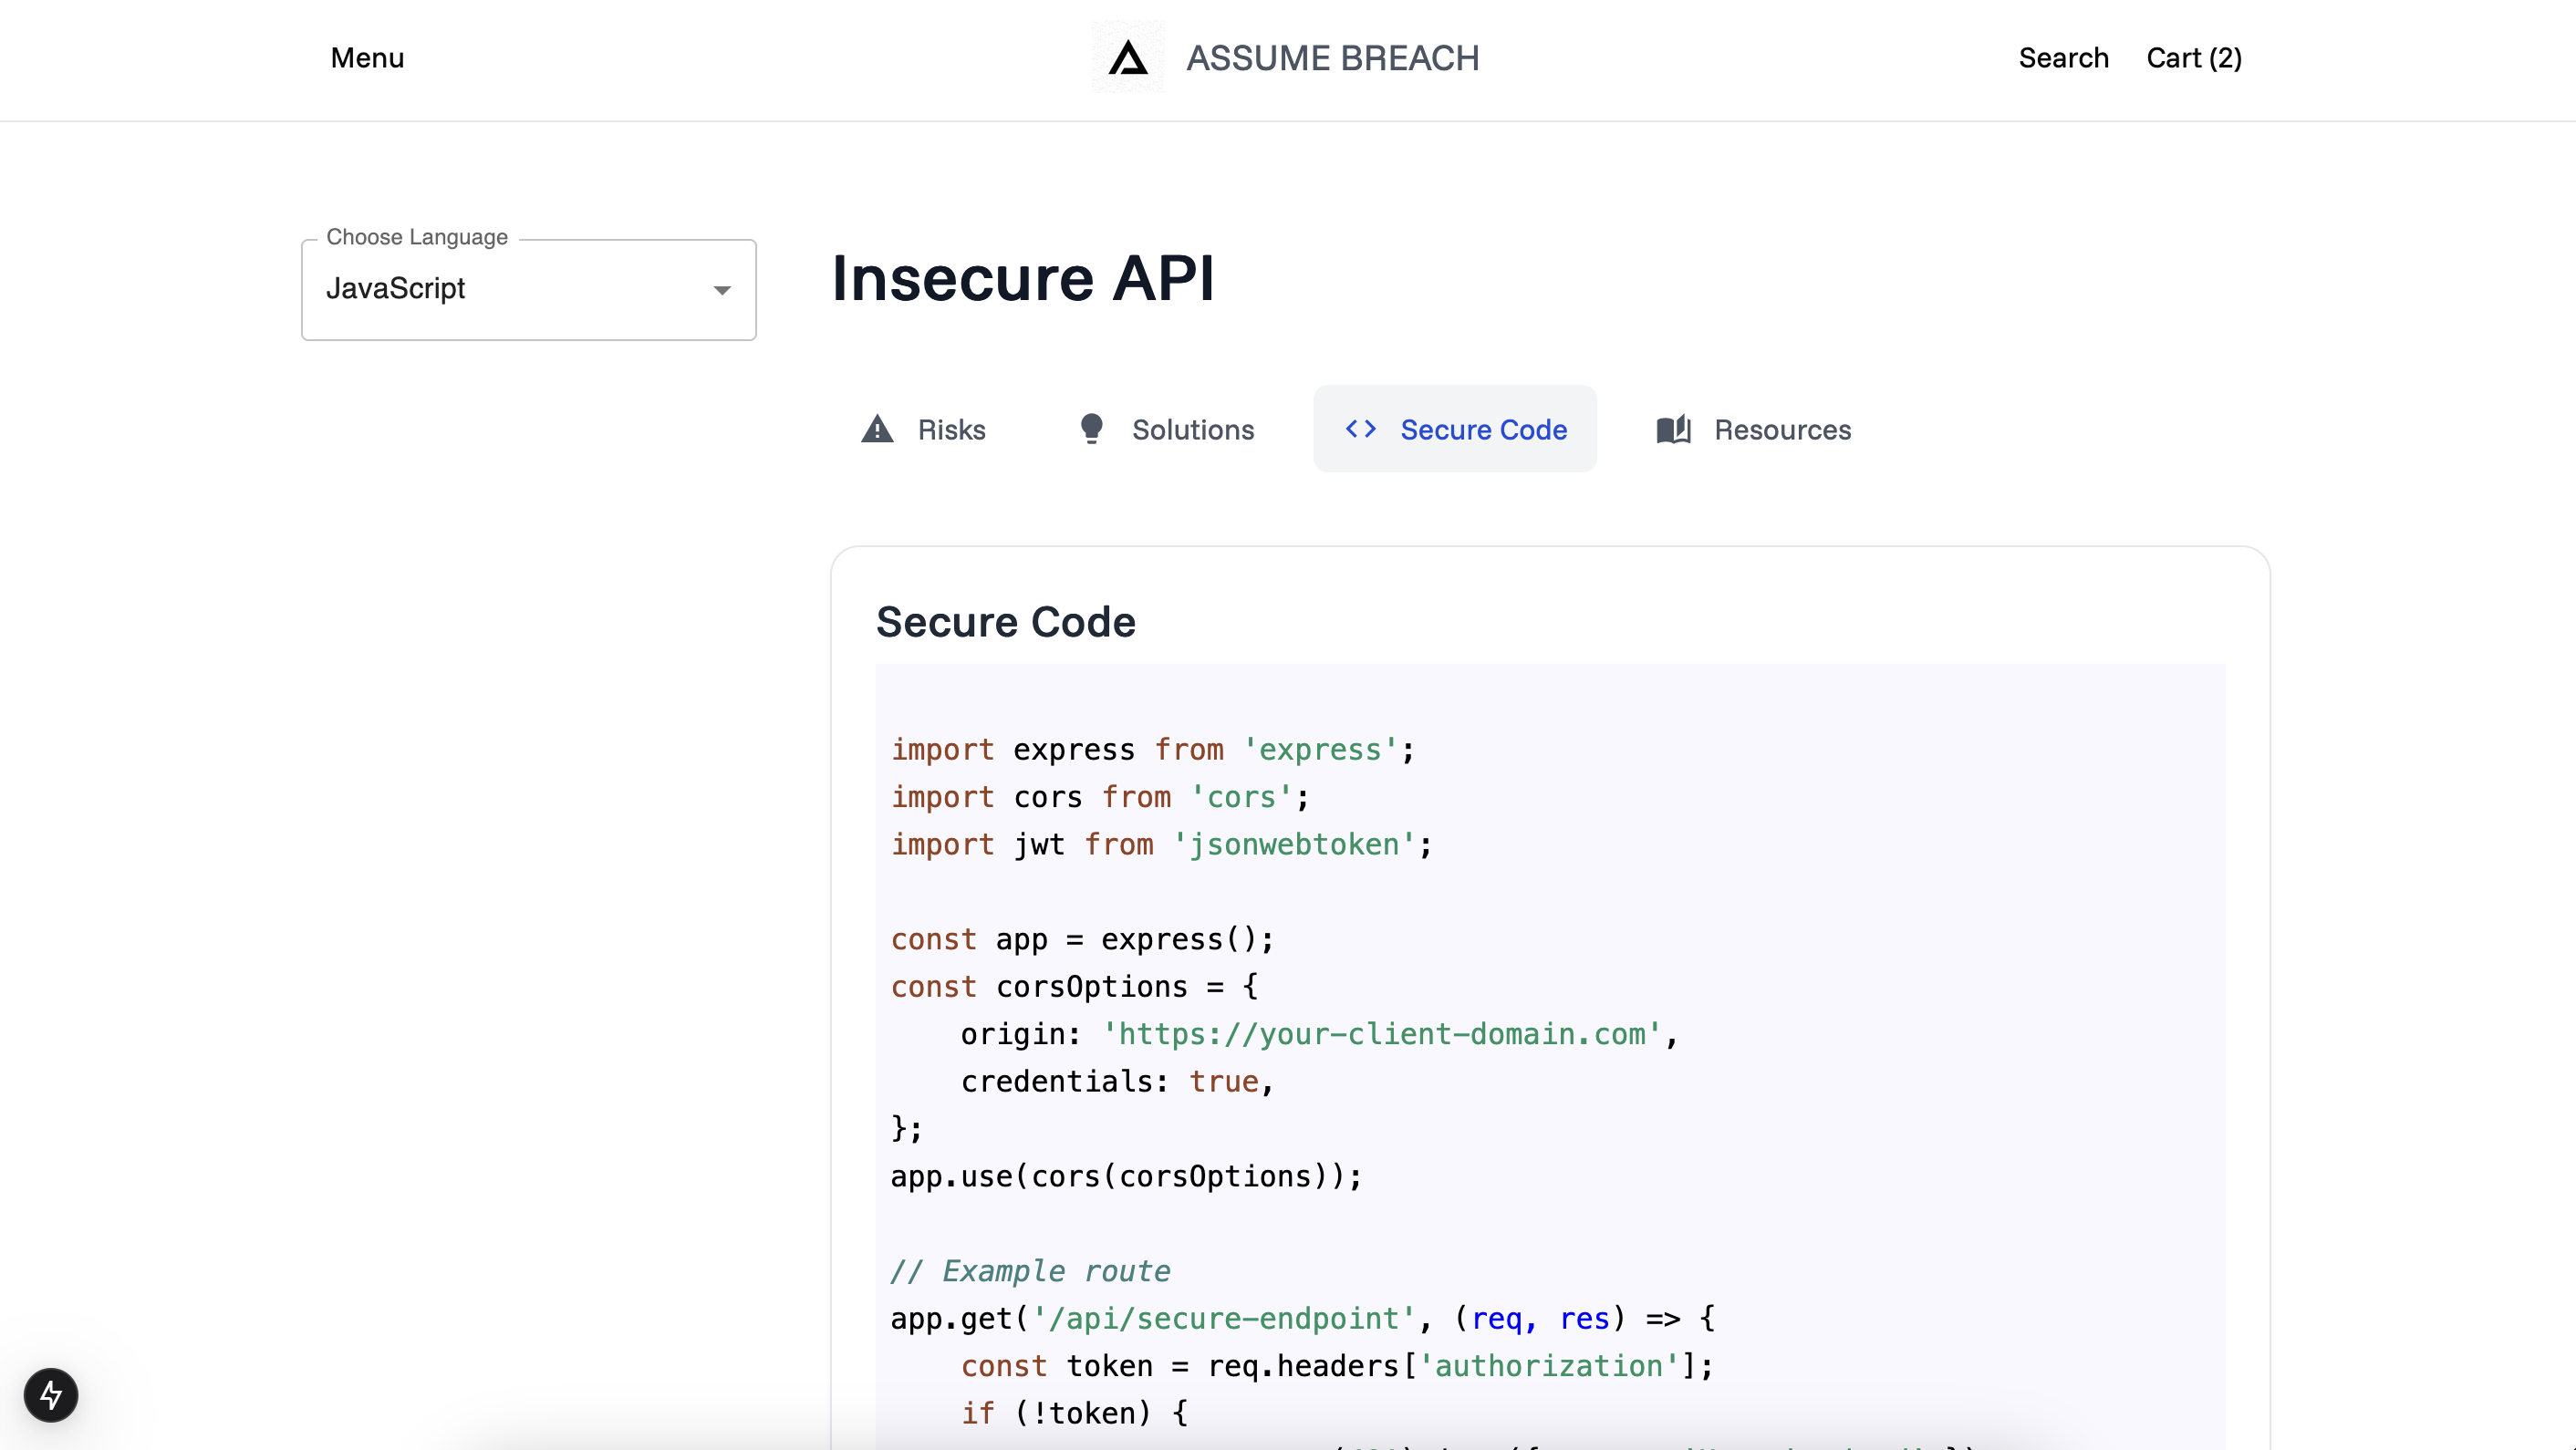 Menu
ASSUME BREACH
Search
Cart (2)
Choose Language
JavaScript
Insecure API
Risks
Solutions
<> Secure Code
Resources
Secure Code
import express from 'express';
import cors from 'cors';
import jwt from 'jsonwebtoken';
const app = express();
const corsOptions = {
    origin: 'https://your-client-domain.com',
    credentials: true,
};
app.use(cors(corsOptions));
// Example route
app.get('/api/secure-endpoint', (req, res) => {
    const token = req.headers['authorization'];
    if (!token) {